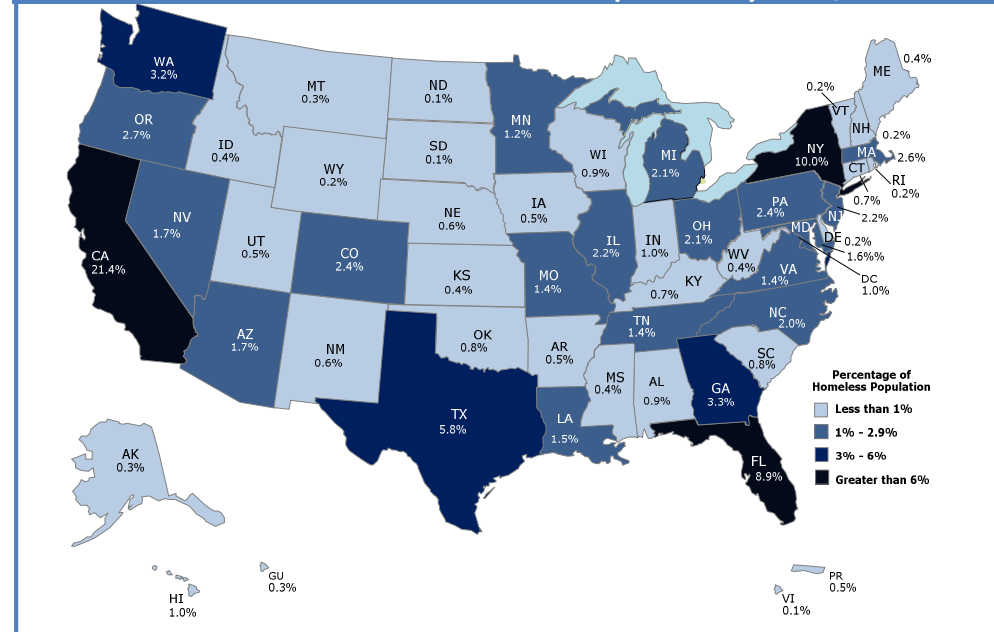 WA
3.2%
OR
2.7%
CA
21.4%
NV
1.7%
ID
0.4%
MT
0.3%
WY
0.2%
UT
0.5%
AZ
1.7%
CO
2.4%
NM
0.6%
ND
0.1%
SD
0.1%
NE
0.6%
KS
0.4%
OK
0.8%
TX
5.8%
MN
1.2%
IA
0.5%
MO
1.4%
AR
0.5%
LA
1.5%
WI
0.9%
IL
2.2%
MI
2.1%
IN
1.0%
OH
2.1%
KY
0.7%
TN
1.4%
MS
0.4%
AL
0.9%
GA
3.3%
FL
8.9%
SC
0.8%
NC
2.0%
VA
1.4%
WV
0.4%
PA
2.4%
NY
10.0%
VT
0.2%
NH
0.2%
ME
0.4%
MA
2.6%
RI
0.2%
CT
0.7%
NJ
2.2%
DE
0.2%
MD
1.6%%
DC
1.0%
AK
0.3%
HI
1.0%
GU
0.3%
PR
0.5%
VI
0.1%
Percentage of
Homeless Population
Less than 1%
1% - 2.9%
3% - 6%
Greater than 6%